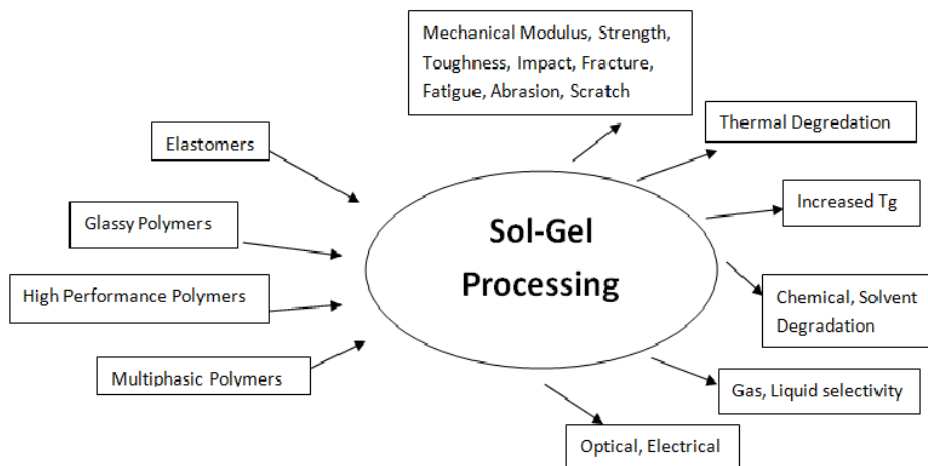 Mechanical Modulus, Strength,
Toughness, Impact, Fracture,
Fatigue, Abrasion, Scratch
Thermal Degredation
Elastomers
Increased Tg
Glassy Polymers
Sol-Gel
Processing
High Performance Polymers
Chemical, Solvent
Degradation
Multiphasic Polymers
Gas, Liquid selectivity
Optical, Electrical